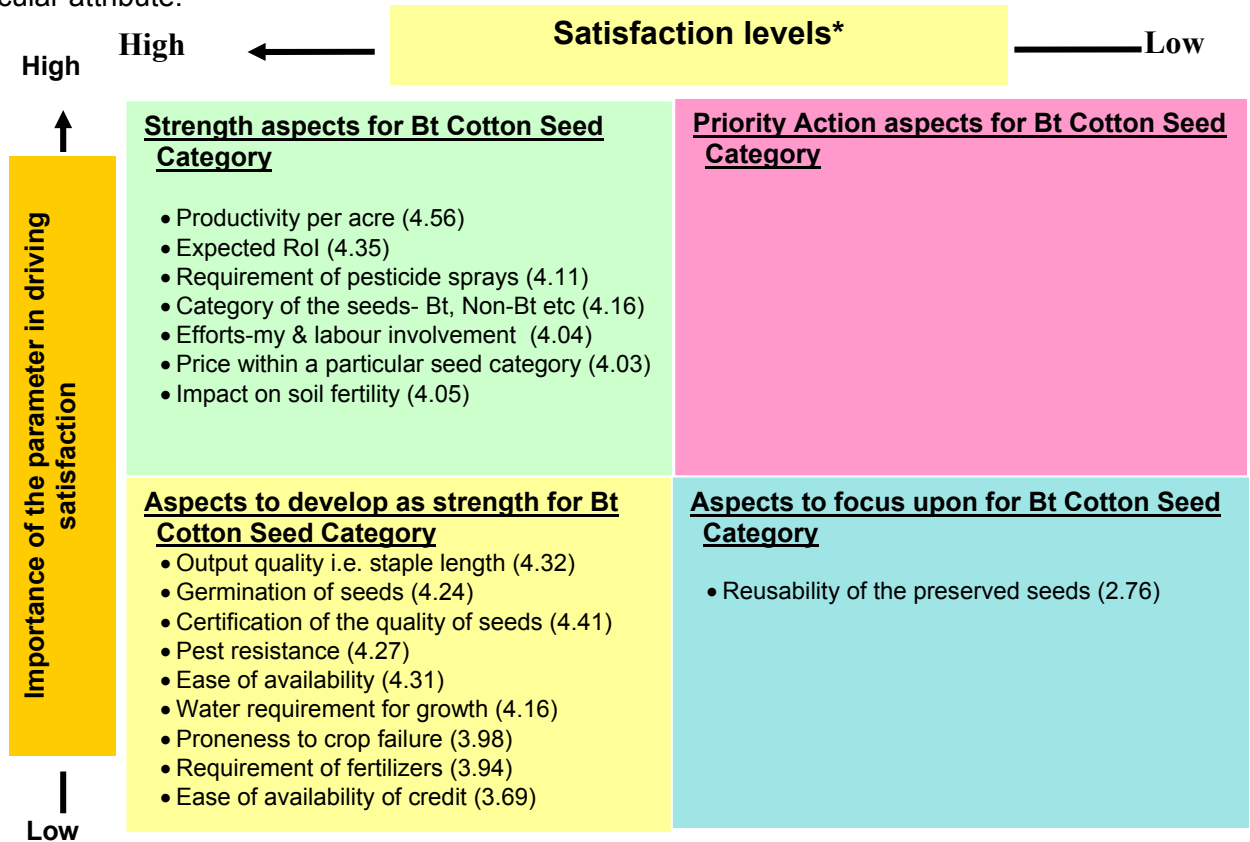 cular attribute.
High
Satisfaction levels*
Low
High
Strength aspects for Bt Cotton Seed
Category
• Productivity per acre (4.56)
• Expected RoI (4.35)
• Requirement of pesticide sprays (4.11)
• Category of the seeds- Bt, Non-Bt etc (4.16)
• Efforts-my & labour involvement (4.04)
• Price within a particular seed category (4.03)
• Impact on soil fertility (4.05)
Priority Action aspects for Bt Cotton Seed
Category
Importance of the parameter in driving
satisfaction
Aspects to develop as strength for Bt
Cotton Seed Category
• Output quality i.e. staple length (4.32)
• Germination of seeds (4.24)
• Certification of the quality of seeds (4.41)
• Pest resistance (4.27)
• Ease of availability (4.31)
• Water requirement for growth (4.16)
• Proneness to crop failure (3.98)
• Requirement of fertilizers (3.94)
• Ease of availability of credit (3.69)
Aspects to focus upon for Bt Cotton Seed
Category
• Reusability of the preserved seeds (2.76)
Low